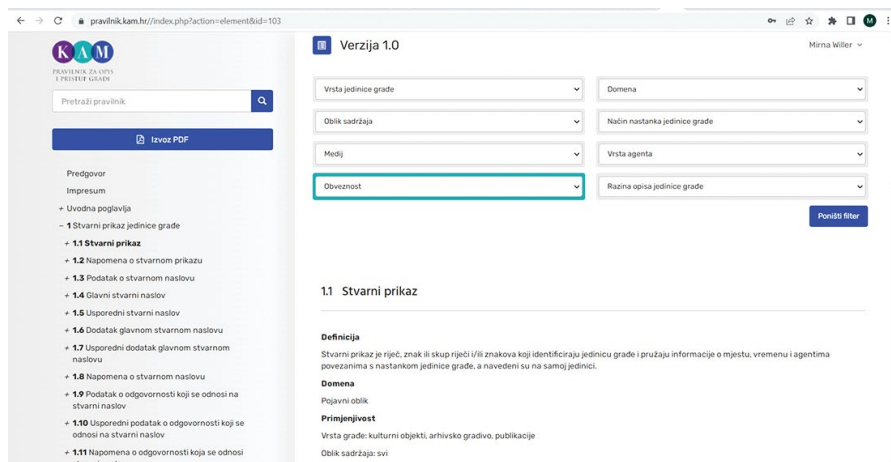 pravilnik.kam.hr//index.php?action=element&id=103
M
KAM
PRAVILNIK ZA OPIS
I PRISTUP GRAĐI
Pretraži pravilnik
Izvoz PDF
Predgovor
Impresum
+ Uvodna poglavlja
– 1 Stvarni prikaz jedinice građe
+ 1.1 Stvarni prikaz
+ 1.2 Napomena o stvarnom prikazu
+ 1.3 Podatak o stvarnom naslovu
+ 1.4 Glavni stvarni naslov
+ 1.5 Usporedni stvarni naslov
+ 1.6 Dodatak glavnom stvarnom naslovu
+ 1.7 Usporedni dodatak glavnom stvarnom
naslovu
+ 1.8 Napomena o stvarnom naslovu
+ 1.9 Podatak o odgovornosti koji se odnosi na
stvarni naslov
+ 1.10 Usporedni podatak o odgovornosti koji se
odnosi na stvarni naslov
+ 1.11 Napomena o odgovornosti koja se odnosi
Verzija 1.0
Mirna Willer
Vrsta jedinice građe
Domena
Oblik sadržaja
Način nastanka jedinice građe
Medij
Vrsta agenta
Obveznost
Razina opisa jedinice građe
Poništi filter
1.1 Stvarni prikaz
Definicija
Stvarni prikaz je riječ, znak ili skup riječi i/ili znakova koji identificiraju jedinicu građe i pružaju informacije o mjestu, vremenu i agentima
povezanima s nastankom jedinice građe, a navedeni su na samoj jedinici.
Domena
Pojavni oblik
Primjenjivost
Vrsta građe: kulturni objekti, arhivsko gradivo, publikacije
Oblik sadržaja: svi